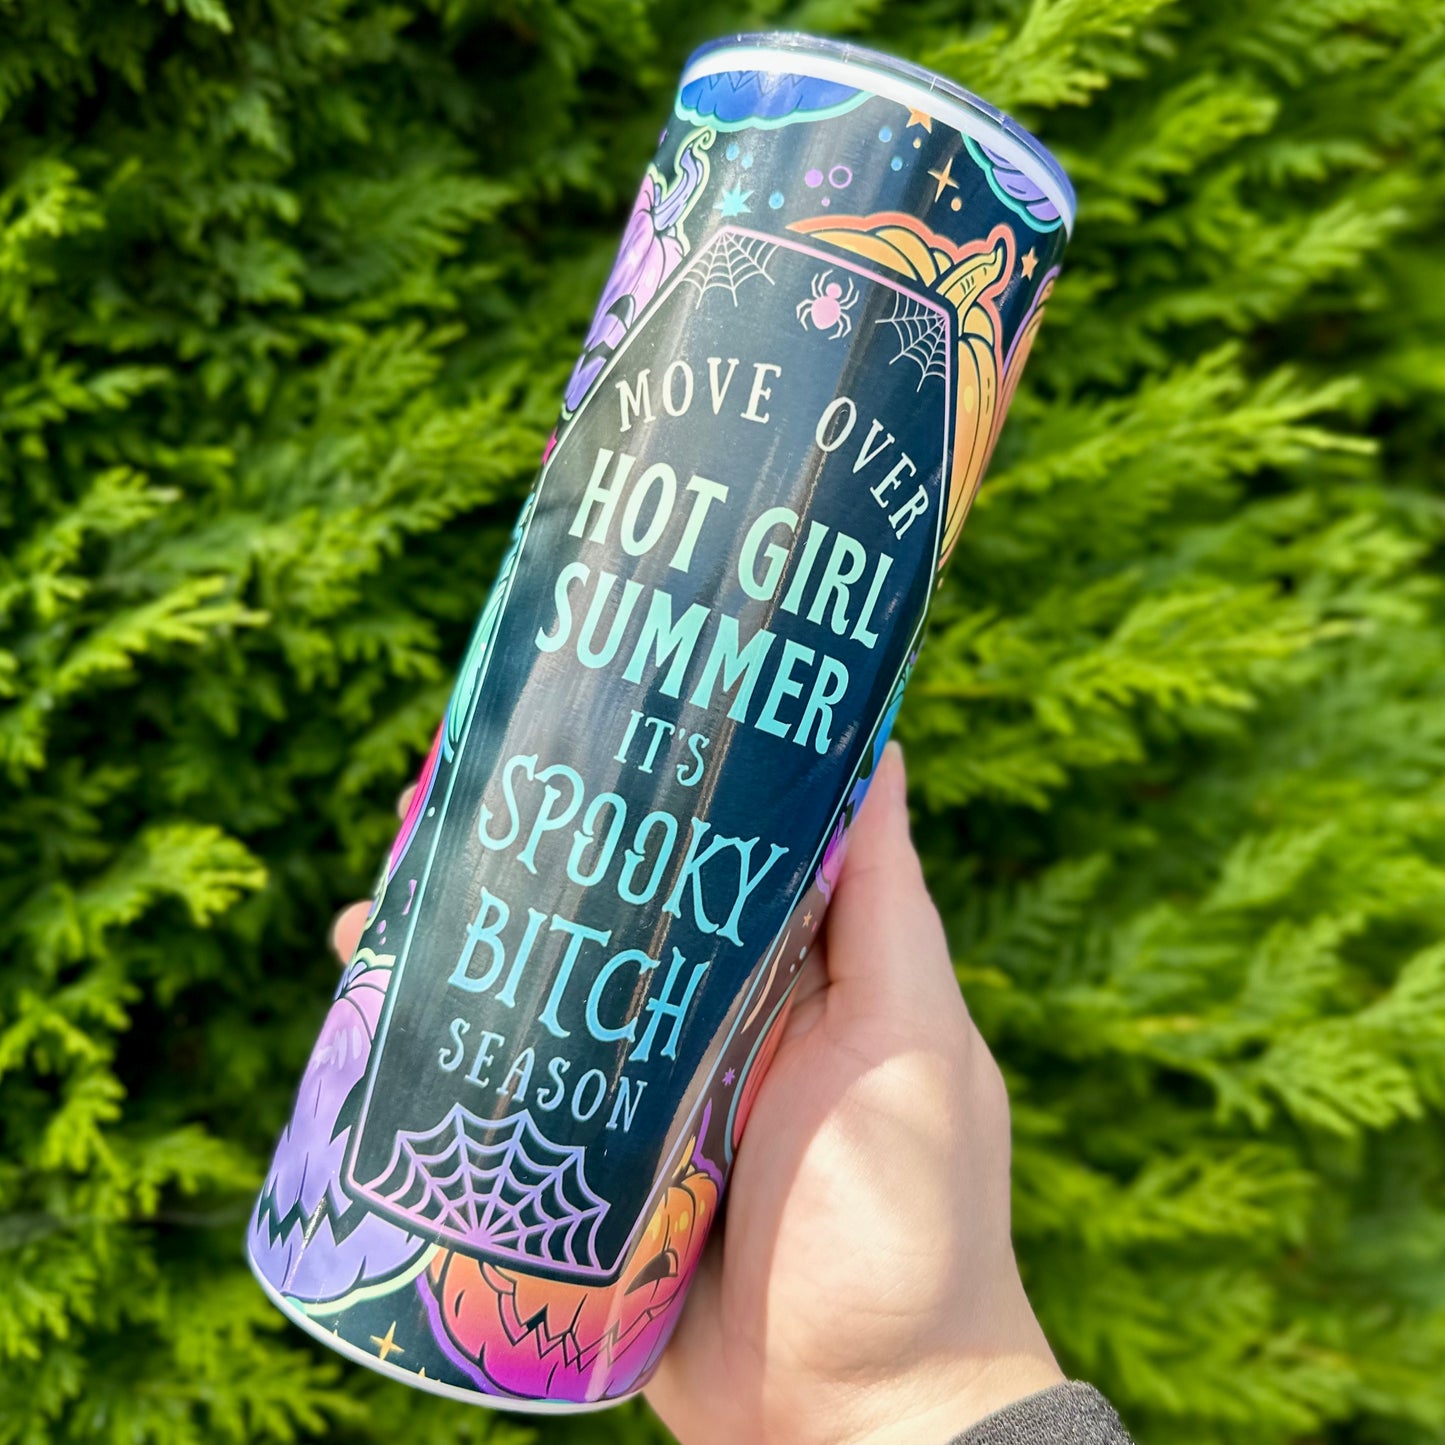 MOVE OVER
HOT GIRL
SUMMER
IT'S
SPOOKY
BITCH
SEASON